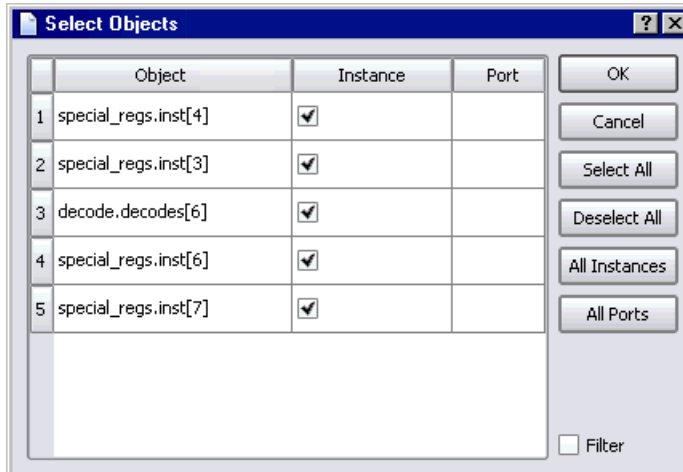 Select Objects
Object Instance Port
1 special_regs.inst[4]
2 special_regs.inst[3]
3 decode.decodes[6]
4 special_regs.inst[6]
5 special_regs.inst[7]
OK
Cancel
Select All
Deselect All
All Instances
All Ports
Filter